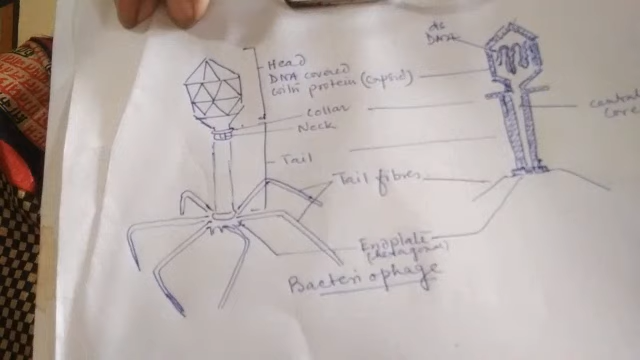 ds
DNA
Head
DNA covered
with protein (capsid)
Collar
Neck
central
core
Tail
Tail fibres
Endplate
(hexagonal)
Bacteriophage